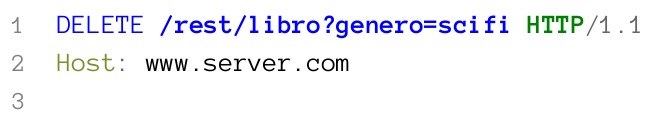 1 DELETE /rest/libro?genero=scifi HTTP/1.1
2 Host: www.server.com
3